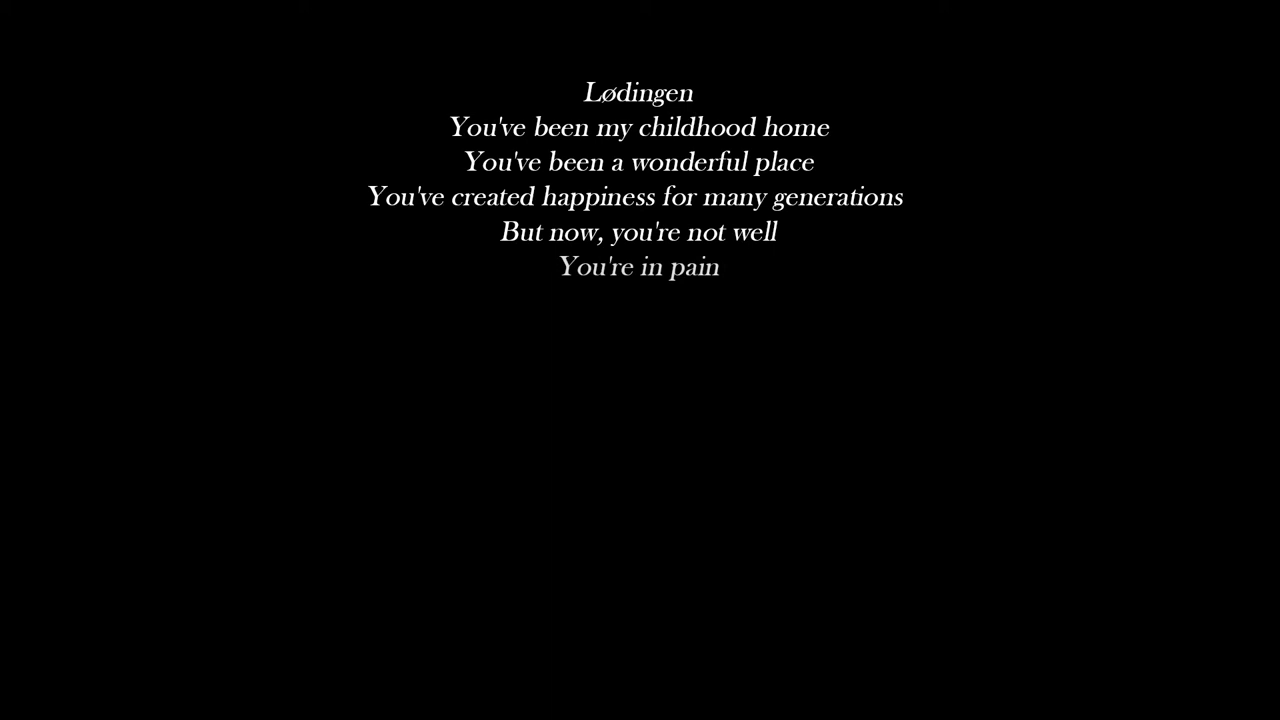 Lødingen
You've been my childhood home
You've been a wonderful place
You've created happiness for many generations
But now, you're not well
You're in pain